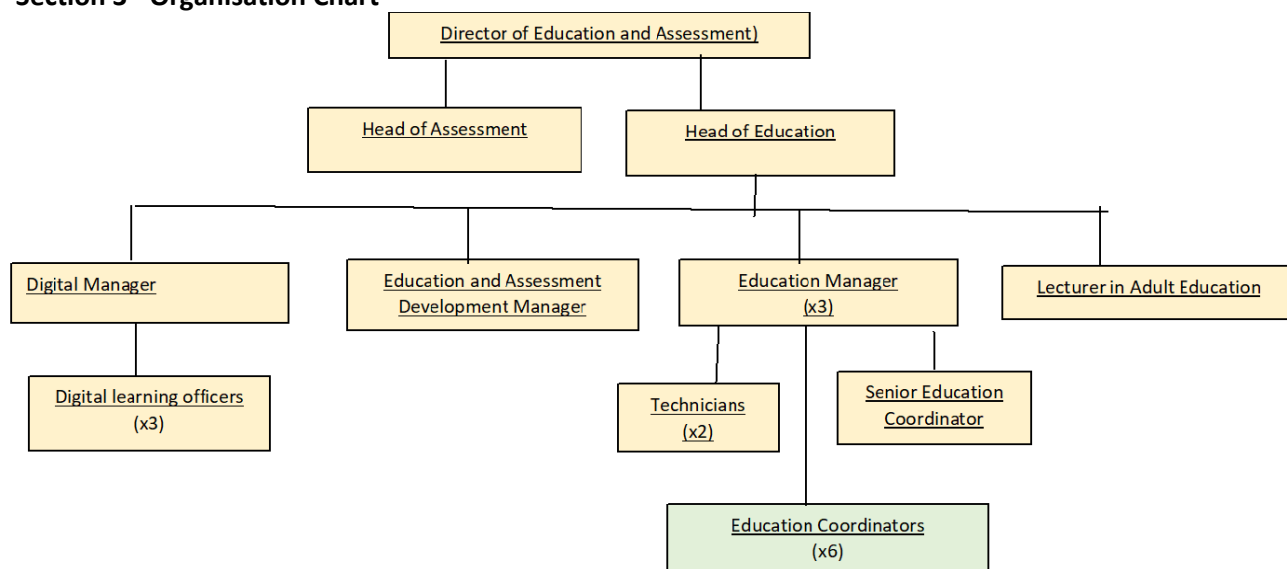 Section 3 - Organisation Chart
Director of Education and Assessment)
Head of Assessment
Head of Education
Digital Manager
Education and Assessment
Development Manager
Education Manager
(x3)
Lecturer in Adult Education
Digital learning officers
(x3)
Technicians
(x2)
Senior Education
Coordinator
Education Coordinators
(x6)